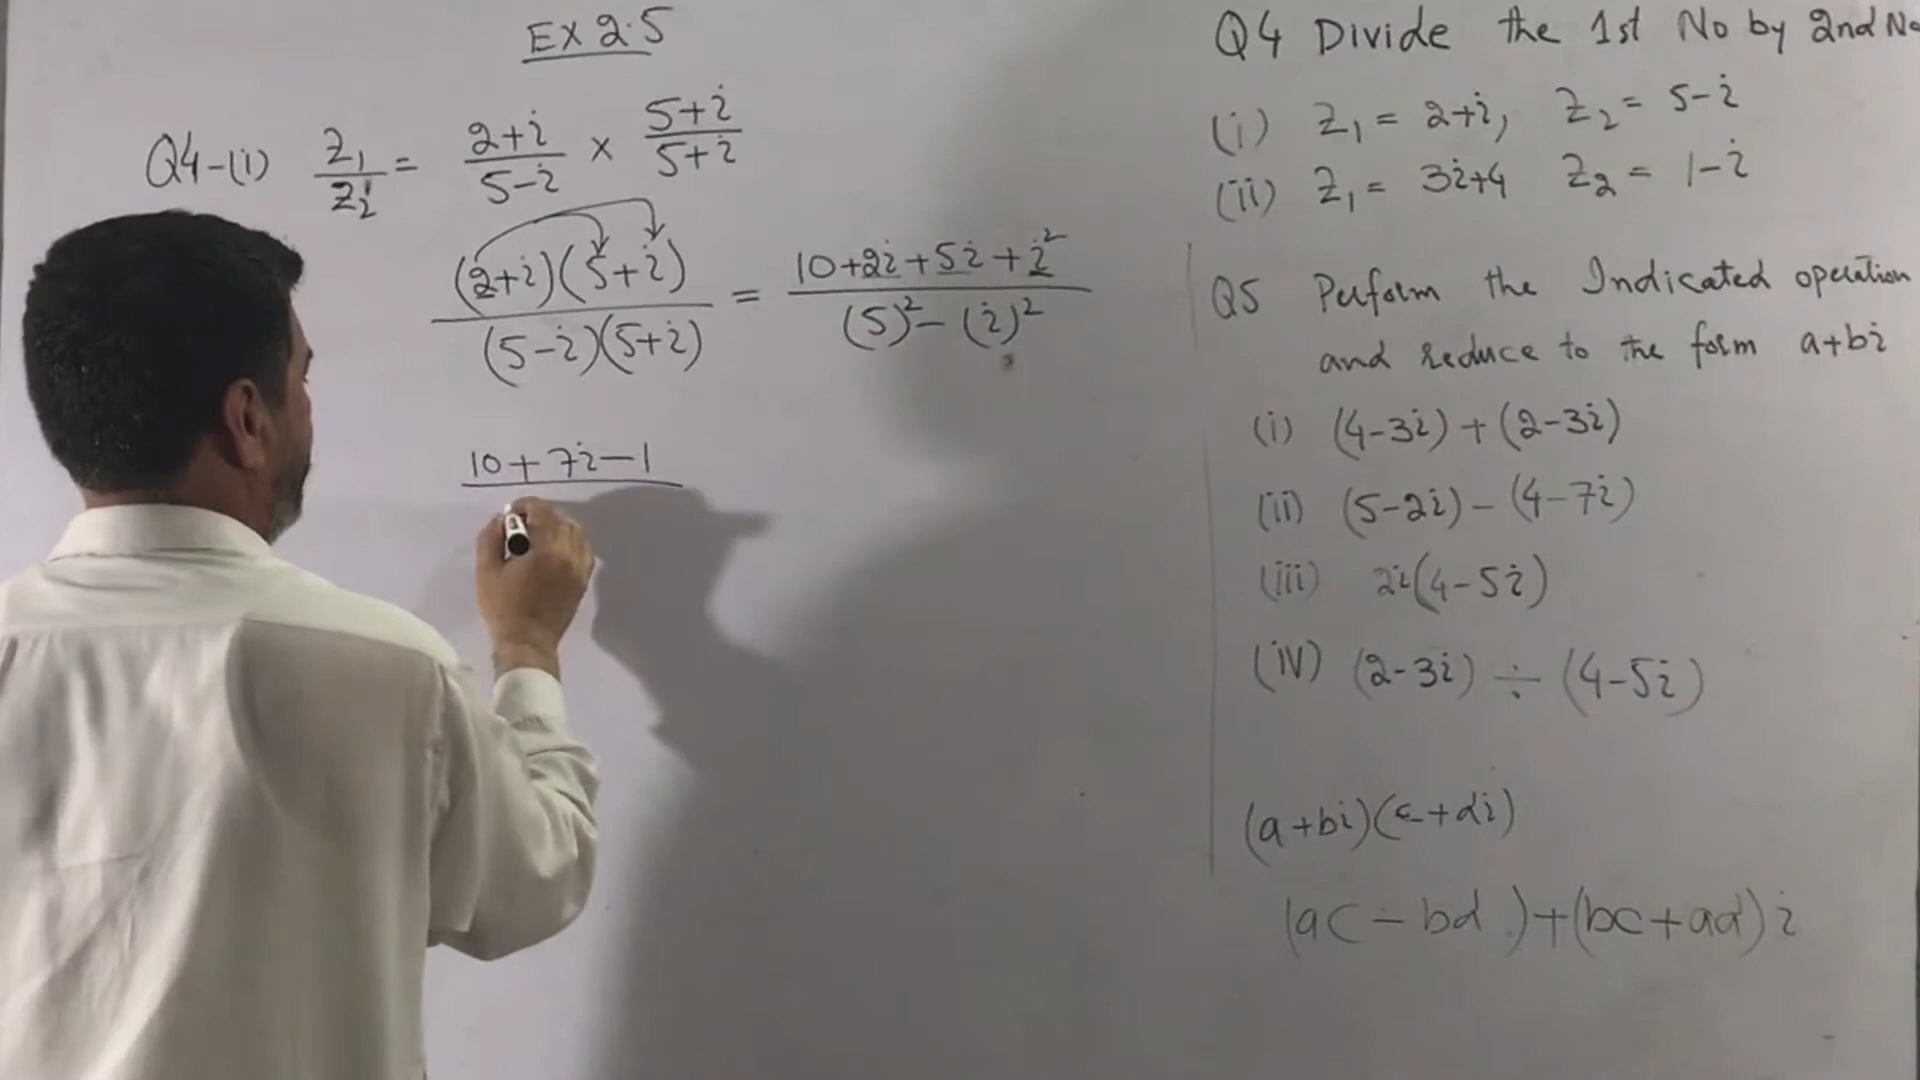 EX 2.5
Q4-(i) Z₁/Z₂ = (2+i)/(5-i) × (5+i)/(5+i)
(2+i)(5+i)/(5-i)(5+i) = (10+2i+5i+i²)/((5)²-(i)²)
10+7i-1
Q4 Divide the 1st No by 2nd No
(i) Z₁ = 2+i, Z₂ = 5-i
(ii) Z₁ = 3i+4 Z₂ = 1-i
Q5 Perform the Indicated operation
and reduce to the form a+bi
(i) (4-3i)+(2-3i)
(ii) (5-2i)-(4-7i)
(iii) 2i(4-5i)
(iv) (2-3i) ÷ (4-5i)
(a+bi)(c+di)
(ac-bd)+(bc+ad)i